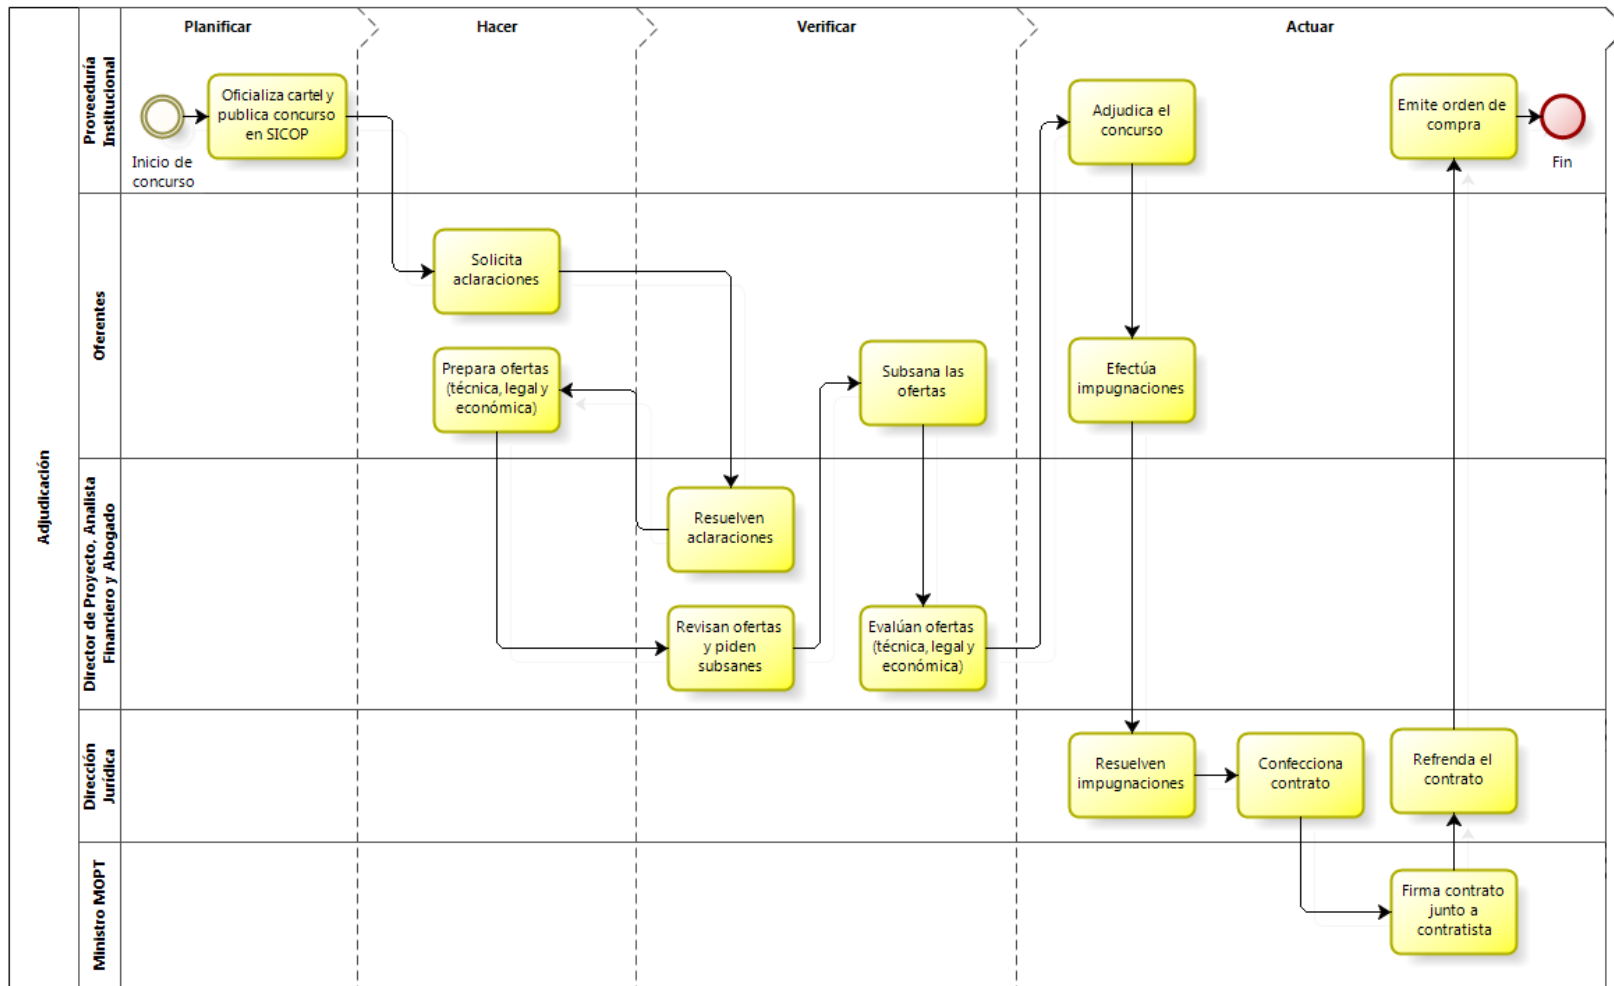 Planificar
Hacer
Verificar
Actuar
Adjudicación
Proveeduría
Institucional
Inicio de
concurso
Oficializa cartel y
publica concurso
en SICOP
Adjudica el
concurso
Emite orden de
compra
Fin
Oferentes
Solicita
aclaraciones
Prepara ofertas
(técnica, legal y
económica)
Subsana las
ofertas
Efectúa
impugnaciones
Director de Proyecto, Analista
Financiero y Abogado
Resuelven
aclaraciones
Revisan ofertas
y piden
subsanes
Evalúan ofertas
(técnica, legal y
económica)
Dirección
Jurídica
Resuelven
impugnaciones
Confecciona
contrato
Refrenda el
contrato
Ministro MOPT
Firma contrato
junto a
contratista